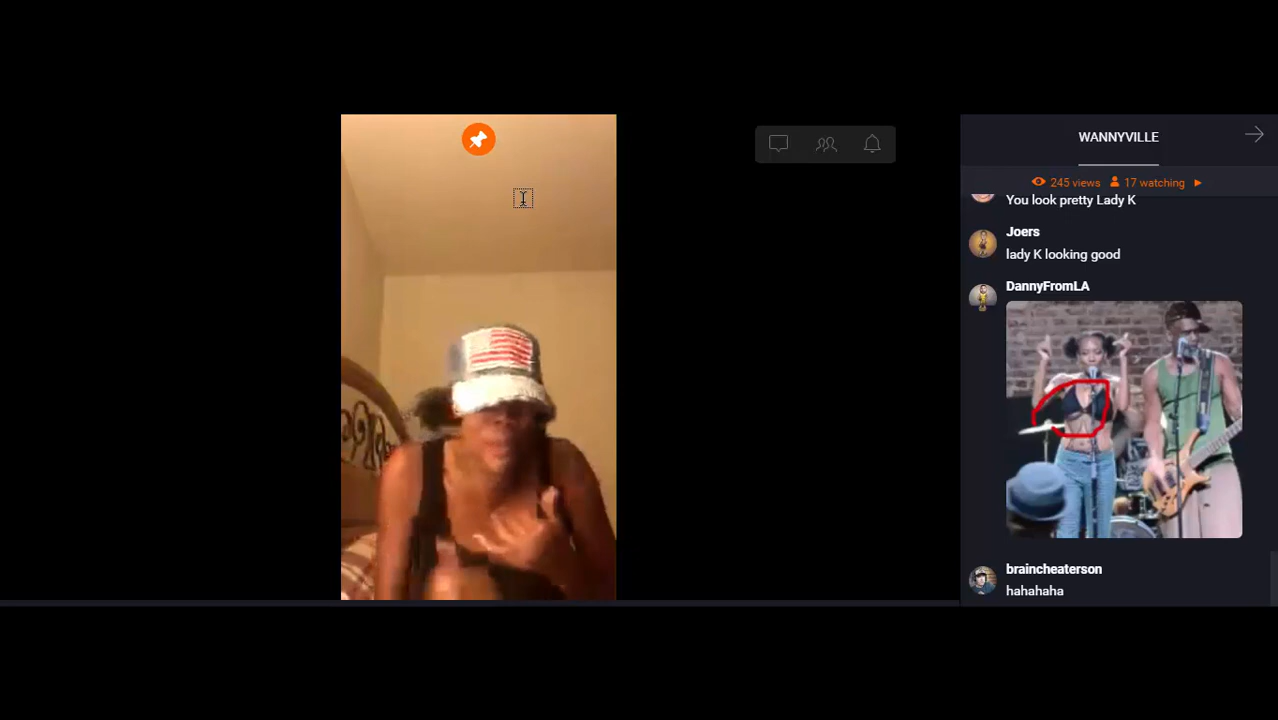 WANNYVILLE
245 views 17 watching
You look pretty Lady K
Joers
lady K looking good
DannyFromLA
braincheaterson
hahahaha